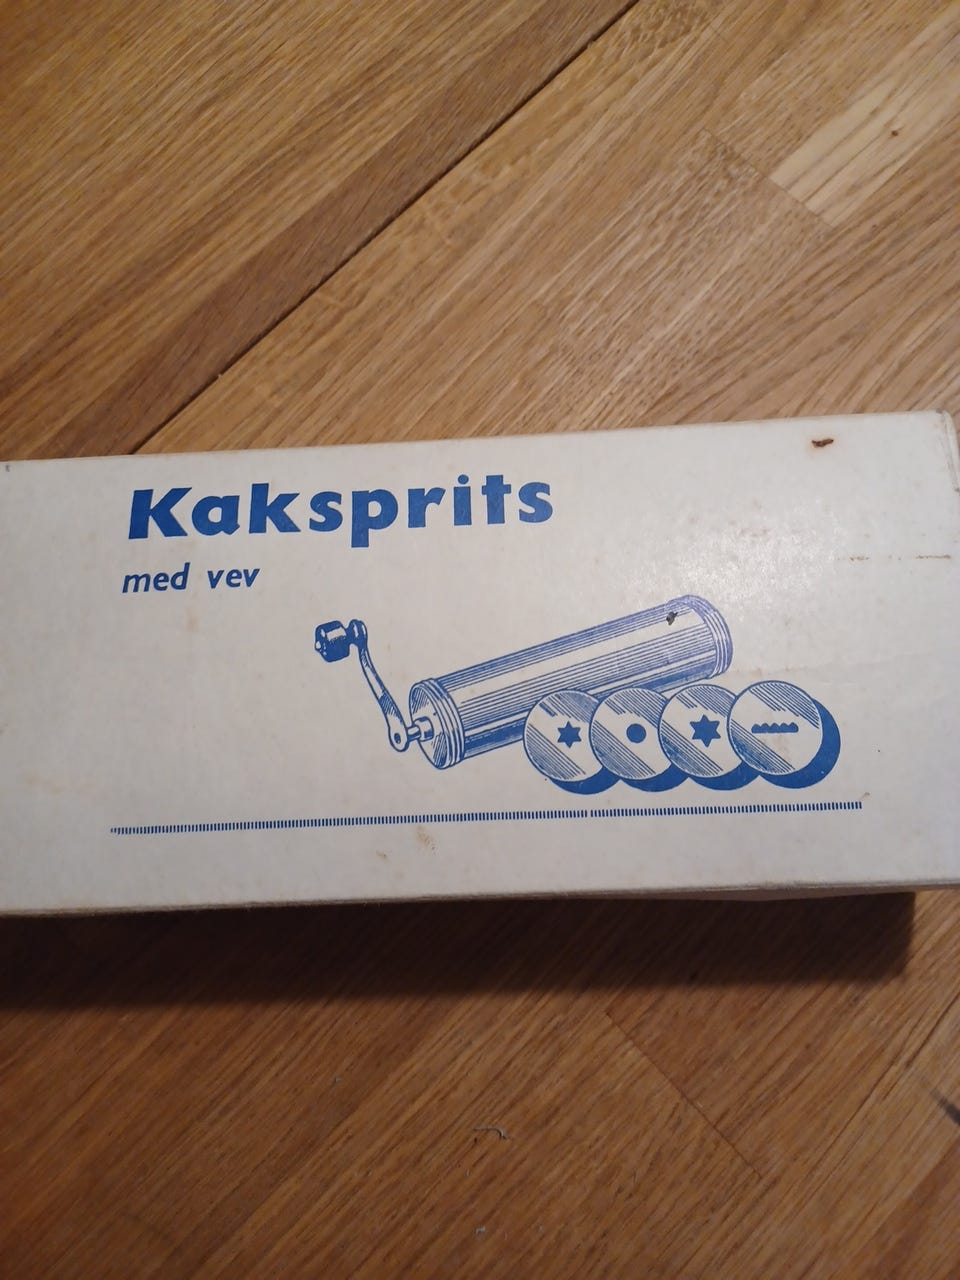 Kaksprits
med vev